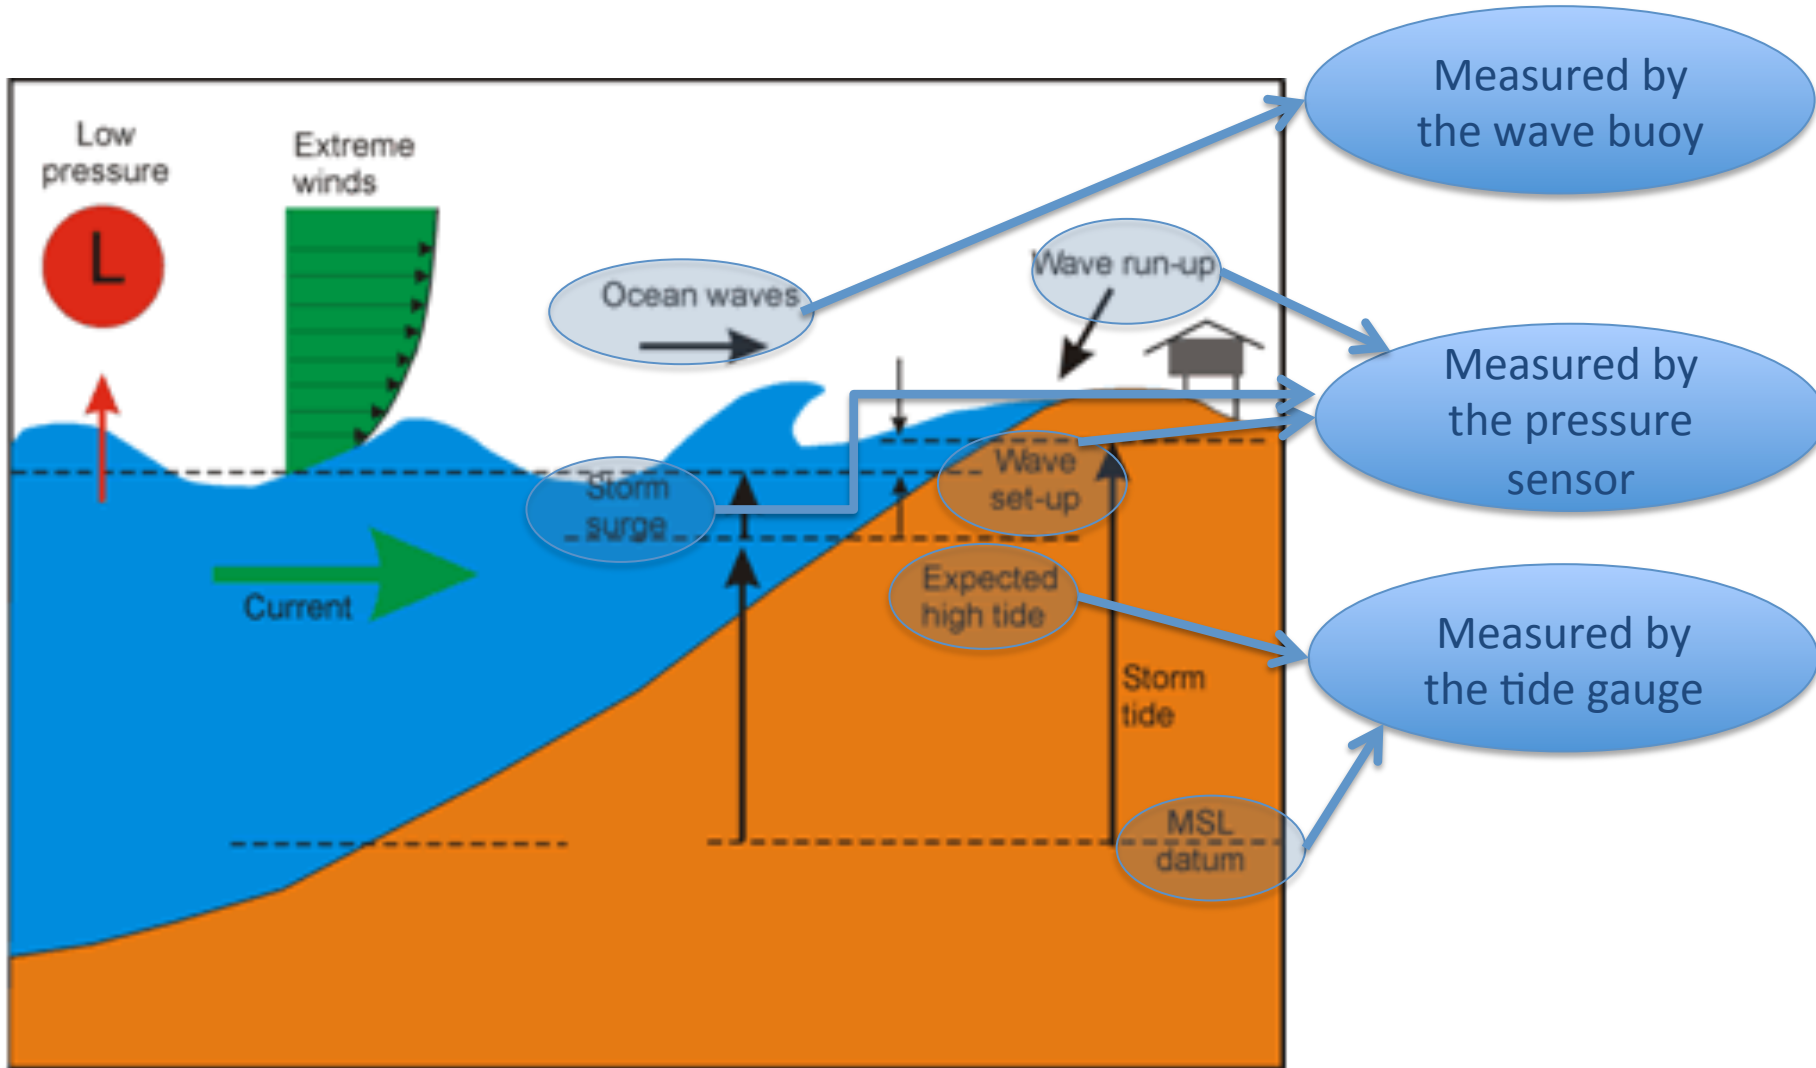 Low
pressure
L
Extreme
winds
Ocean waves
Wave run-up
Storm
surge
Wave
set-up
Current
Expected
high tide
Storm
tide
MSL
datum
Measured by
the wave buoy
Measured by
the pressure
sensor
Measured by
the tide gauge